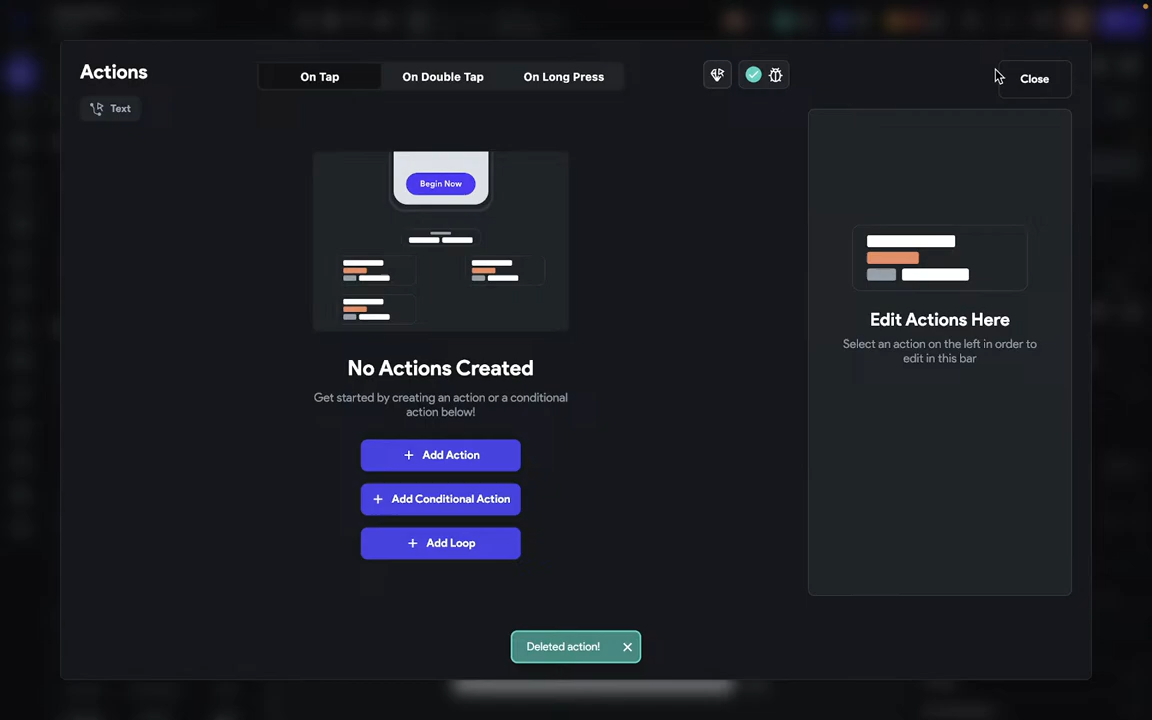 Actions
On Tap
On Double Tap
On Long Press
Close
Text
Begin Now
No Actions Created
Get started by creating an action or a conditional
action below!
+ Add Action
+ Add Conditional Action
+ Add Loop
Edit Actions Here
Select an action on the left in order to
edit in this bar
Deleted action!